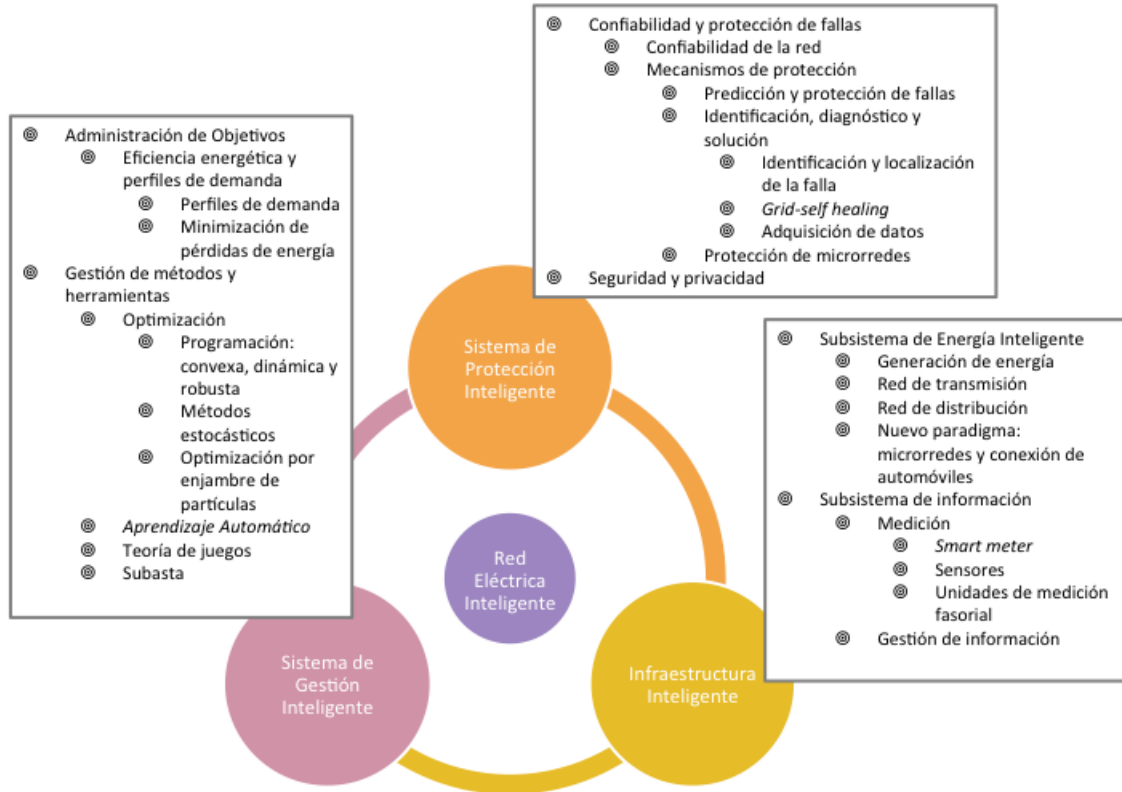 Confiabilidad y protección de fallas
Confiabilidad de la red
Mecanismos de protección
Predicción y protección de fallas
Identificación, diagnóstico y
solución
Identificación y localización
de la falla
Grid-self healing
Adquisición de datos
Protección de microrredes
Seguridad y privacidad
Administración de Objetivos
Eficiencia energética y
perfiles de demanda
Perfiles de demanda
Minimización de
pérdidas de energía
Gestión de métodos y
herramientas
Optimización
Programación:
convexa, dinámica y
robusta
Métodos
estocásticos
Optimización por
enjambre de
partículas
Aprendizaje Automático
Teoría de juegos
Subasta
Sistema de
Protección
Inteligente
Subsistema de Energía Inteligente
Generación de energía
Red de transmisión
Red de distribución
Nuevo paradigma:
microrredes y conexión de
automóviles
Subsistema de información
Medición
Smart meter
Sensores
Unidades de medición
fasorial
Gestión de información
Red
Eléctrica
Inteligente
Sistema de
Gestión
Inteligente
Infraestructura
Inteligente